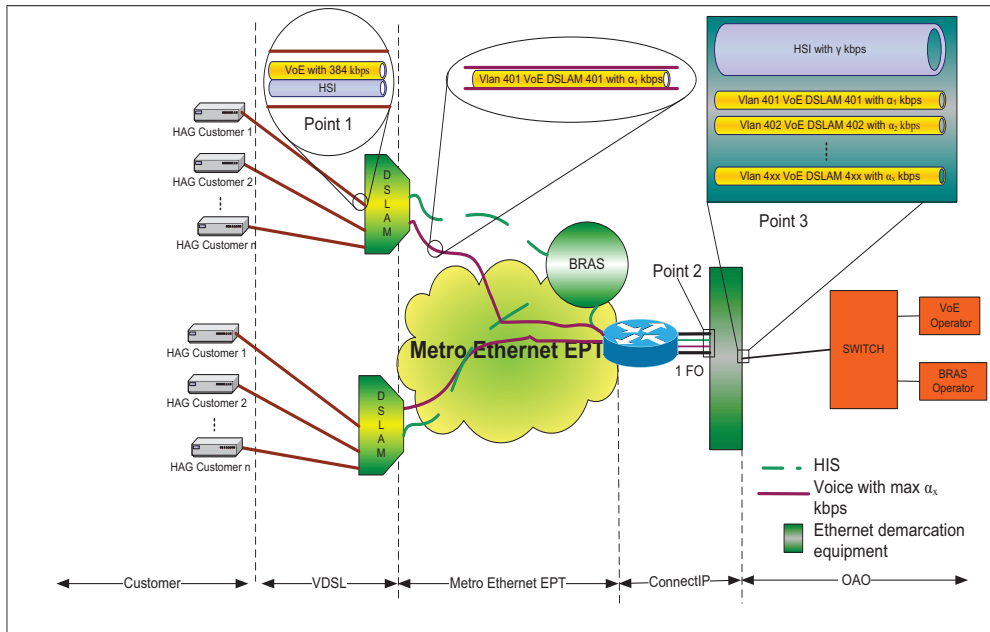 VoE with 384 kbps
HSI
Point 1
Vlan 401 VoE DSLAM 401 with α₁ kbps
HSI with γ kbps
Vlan 401 VoE DSLAM 401 with α₁ kbps
Vlan 402 VoE DSLAM 402 with α₂ kbps
Vlan 4xx VoE DSLAM 4xx with αₓ kbps
Point 3
HAG Customer 1
HAG Customer 2
HAG Customer n
DSLAM
BRAS
Point 2
Metro Ethernet EPT
1 FO
SWITCH
VoE
Operator
BRAS
Operator
HAG Customer 1
HAG Customer 2
HAG Customer n
DSLAM
HIS
Voice with max αₓ
kbps
Ethernet demarcation
equipment
Customer
VDSL
Metro Ethernet EPT
ConnectIP
OAO